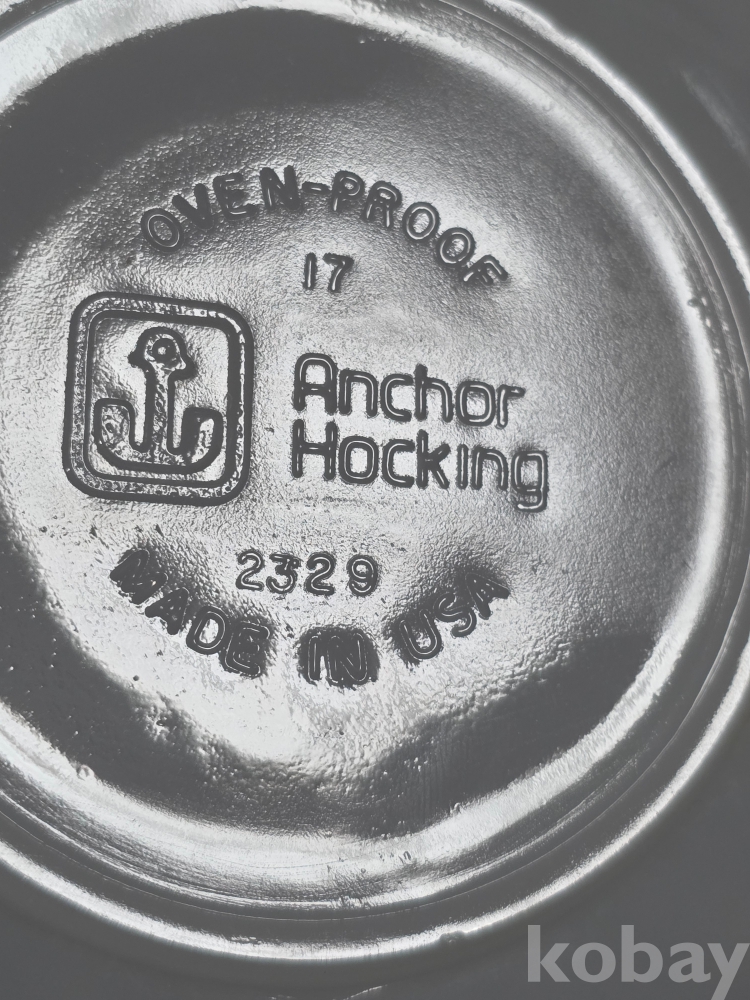 OVEN-PROOF
17
Anchor
Hocking
2329
MADE IN USA
kobay